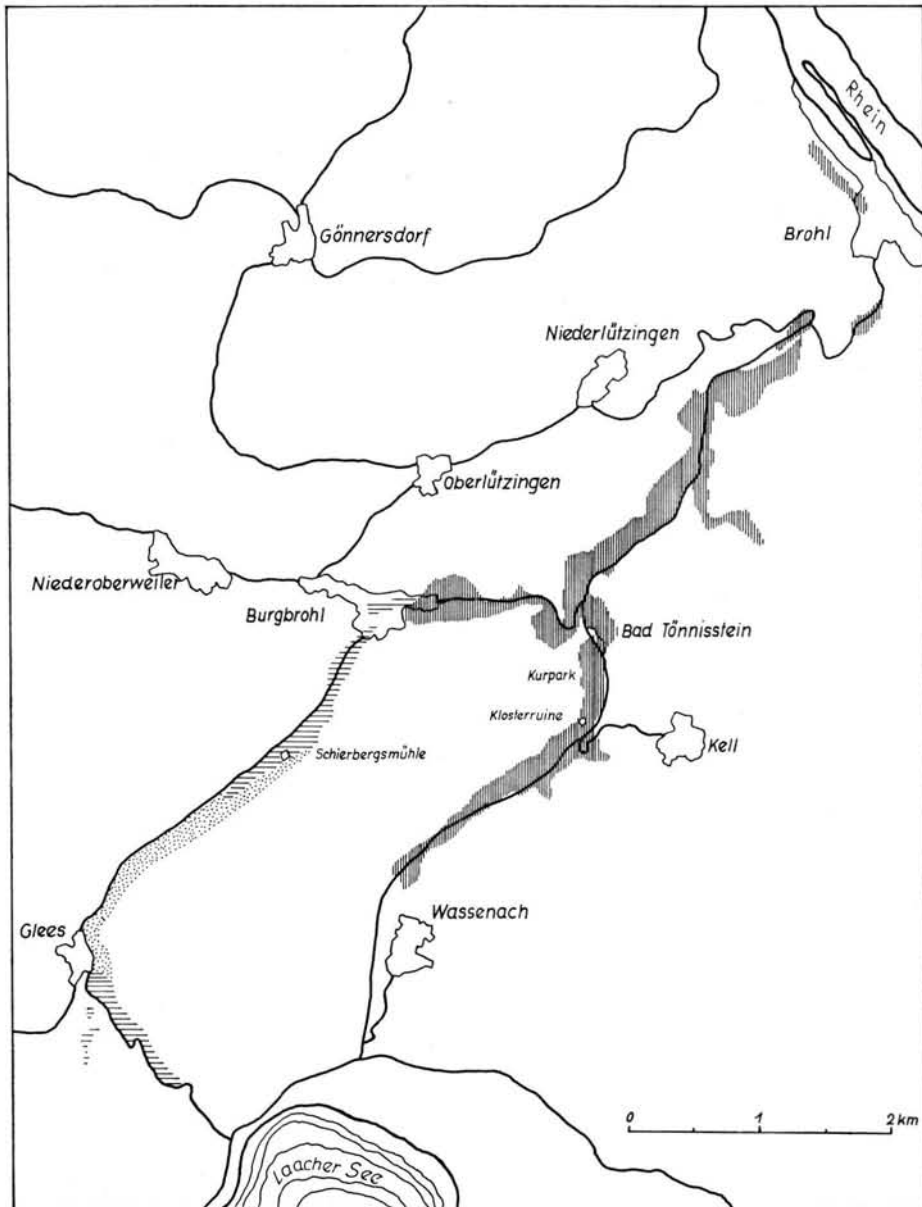 Rhein
Brohl
Gönnersdorf
Niederlützingen
Oberlützingen
Niederoberweiler
Burgbrohl
Bad Tönnisstein
Kurpark
Klosterruine
Kell
Schierbergsmühle
Wassenach
Glees
0 1 2 km
Laacher See